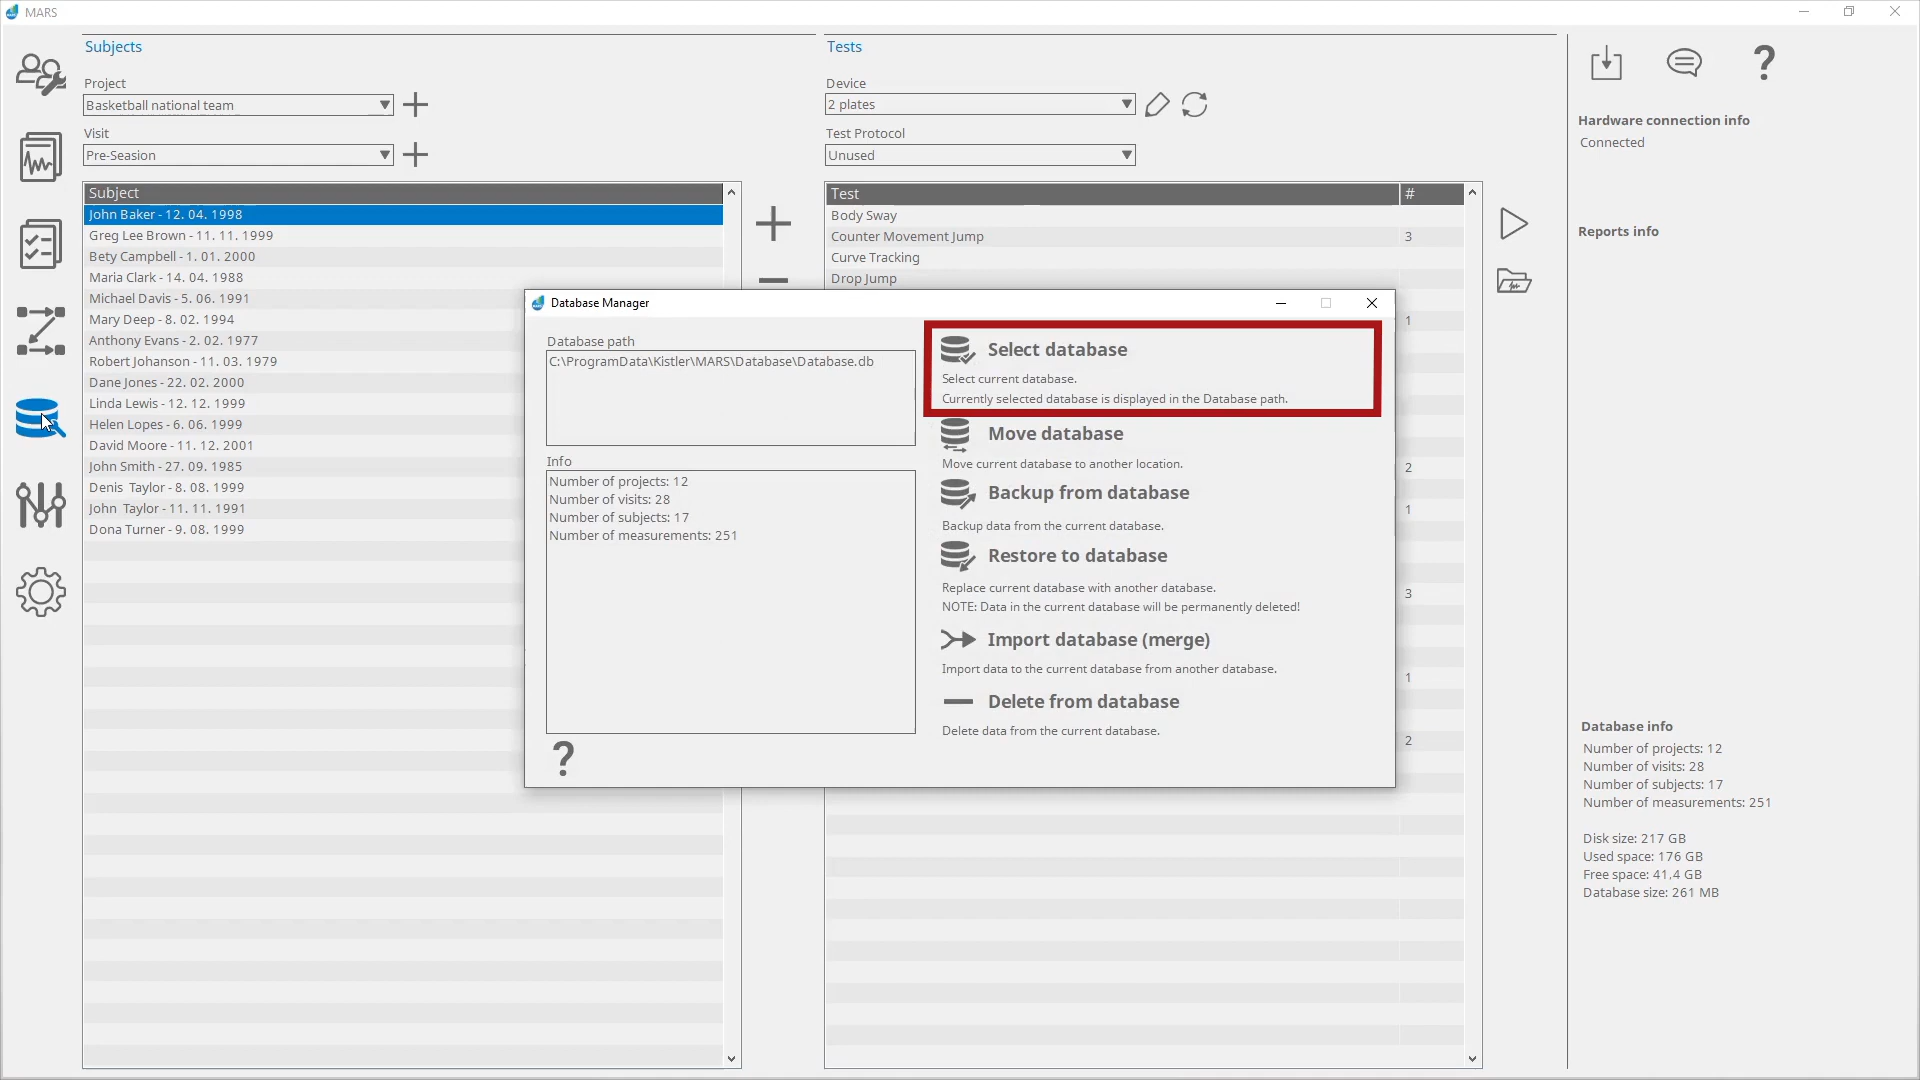 MARS
Subjects
Project
Basketball national team
Visit
Pre-Seasion
Subject
John Baker - 12. 04. 1998
Greg Lee Brown - 11. 11. 1999
Bety Campbell - 1. 01. 2000
Maria Clark - 14. 04. 1988
Michael Davis - 5. 06. 1991
Mary Deep - 8. 02. 1994
Anthony Evans - 2. 02. 1977
Robert Johanson - 11. 03. 1979
Dane Jones - 22. 02. 2000
Linda Lewis - 12. 12. 1999
Helen Lopes - 6. 06. 1999
David Moore - 11. 12. 2001
John Smith - 27. 09. 1985
Denis  Taylor - 8. 08. 1999
John  Taylor - 11. 11. 1991
Dona Turner - 9. 08. 1999
Tests
Device
2 plates
Test Protocol
Unused
Test #
Body Sway
Counter Movement Jump 3
Curve Tracking
Drop Jump
1
2
1
3
1
2
Database Manager
Database path
C:\ProgramData\Kistler\MARS\Database\Database.db
Info
Number of projects: 12
Number of visits: 28
Number of subjects: 17
Number of measurements: 251
?
Select database
Select current database.
Currently selected database is displayed in the Database path.
Move database
Move current database to another location.
Backup from database
Backup data from the current database.
Restore to database
Replace current database with another database.
NOTE: Data in the current database will be permanently deleted!
Import database (merge)
Import data to the current database from another database.
Delete from database
Delete data from the current database.
?
Hardware connection info
Connected
Reports info
Database info
Number of projects: 12
Number of visits: 28
Number of subjects: 17
Number of measurements: 251
Disk size: 217 GB
Used space: 176 GB
Free space: 41,4 GB
Database size: 261 MB